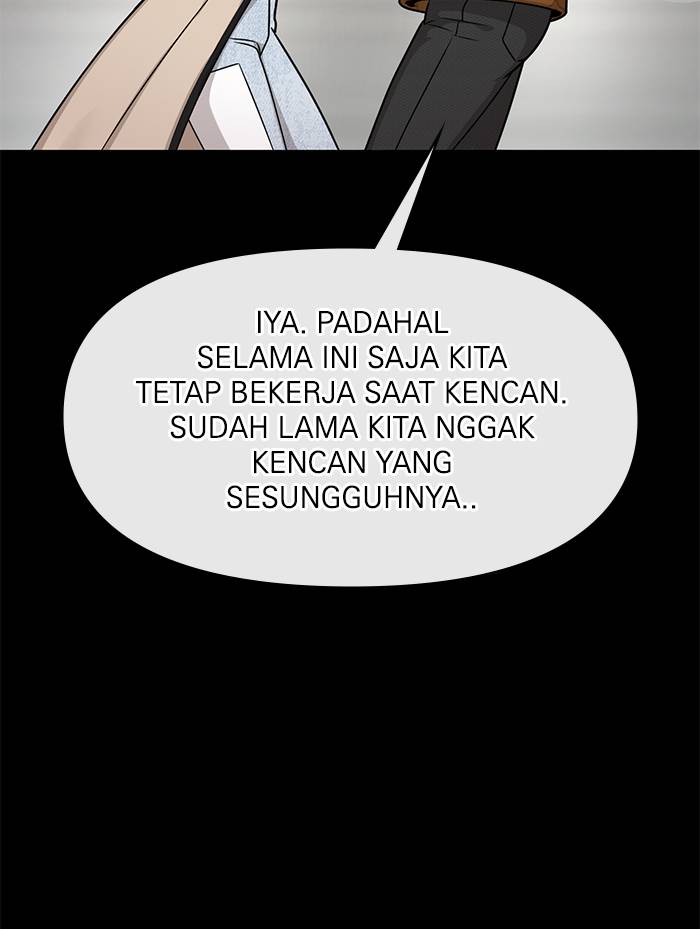 IYA. PADAHAL
SELAMA INI SAJA KITA
TETAP BEKERJA SAAT KENCAN.
SUDAH LAMA KITA NGGAK
KENCAN YANG
SESUNGGUHNYA..